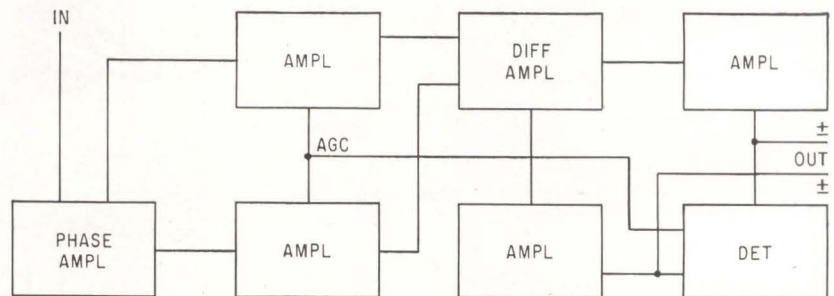 IN
AMPL
DIFF
AMPL
AMPL
±
AGC
OUT
±
PHASE
AMPL
AMPL
AMPL
DET